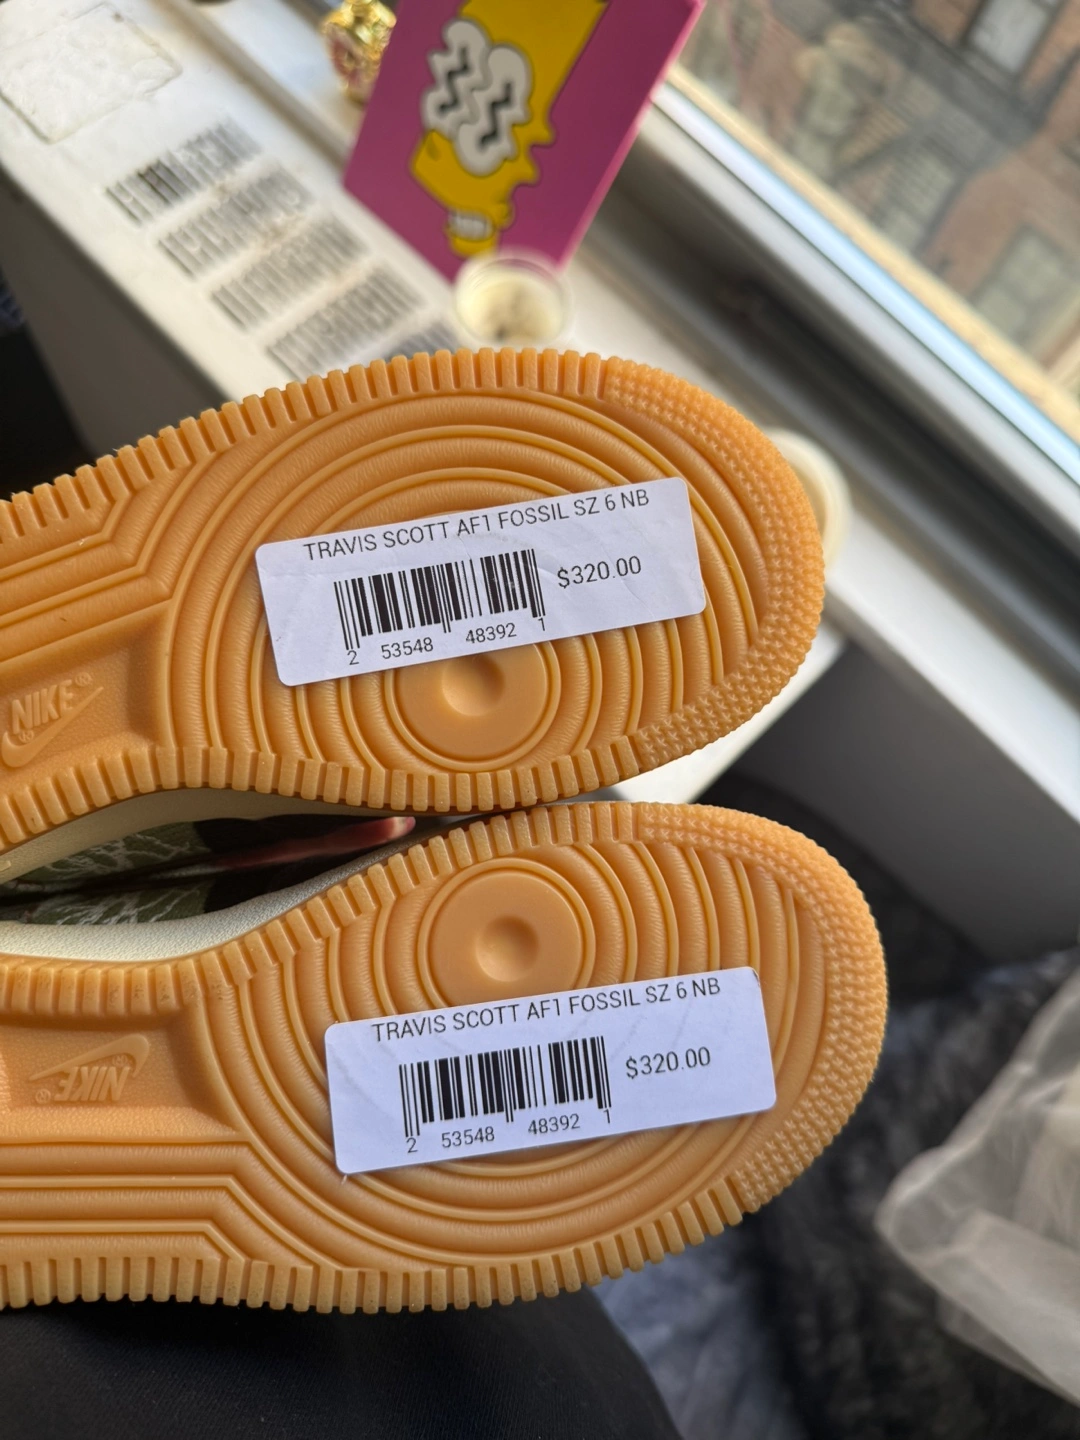 TRAVIS SCOTT AF1 FOSSIL SZ 6 NB
$320.00
2 53548 48392 1
NIKE®
TRAVIS SCOTT AF1 FOSSIL SZ 6 NB
$320.00
2 53548 48392 1
NIKE®